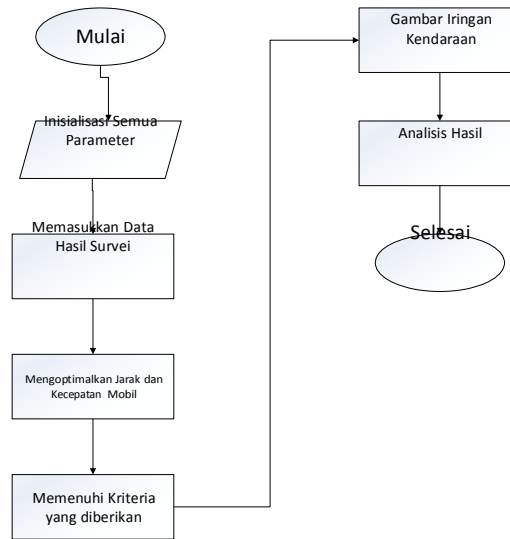 Mulai
Inisialisasi Semua
Parameter
Memasukkan Data
Hasil Survei
Mengoptimalkan Jarak dan
Kecepatan Mobil
Memenuhi Kriteria
yang diberikan
Gambar Iringan
Kendaraan
Analisis Hasil
Selesai